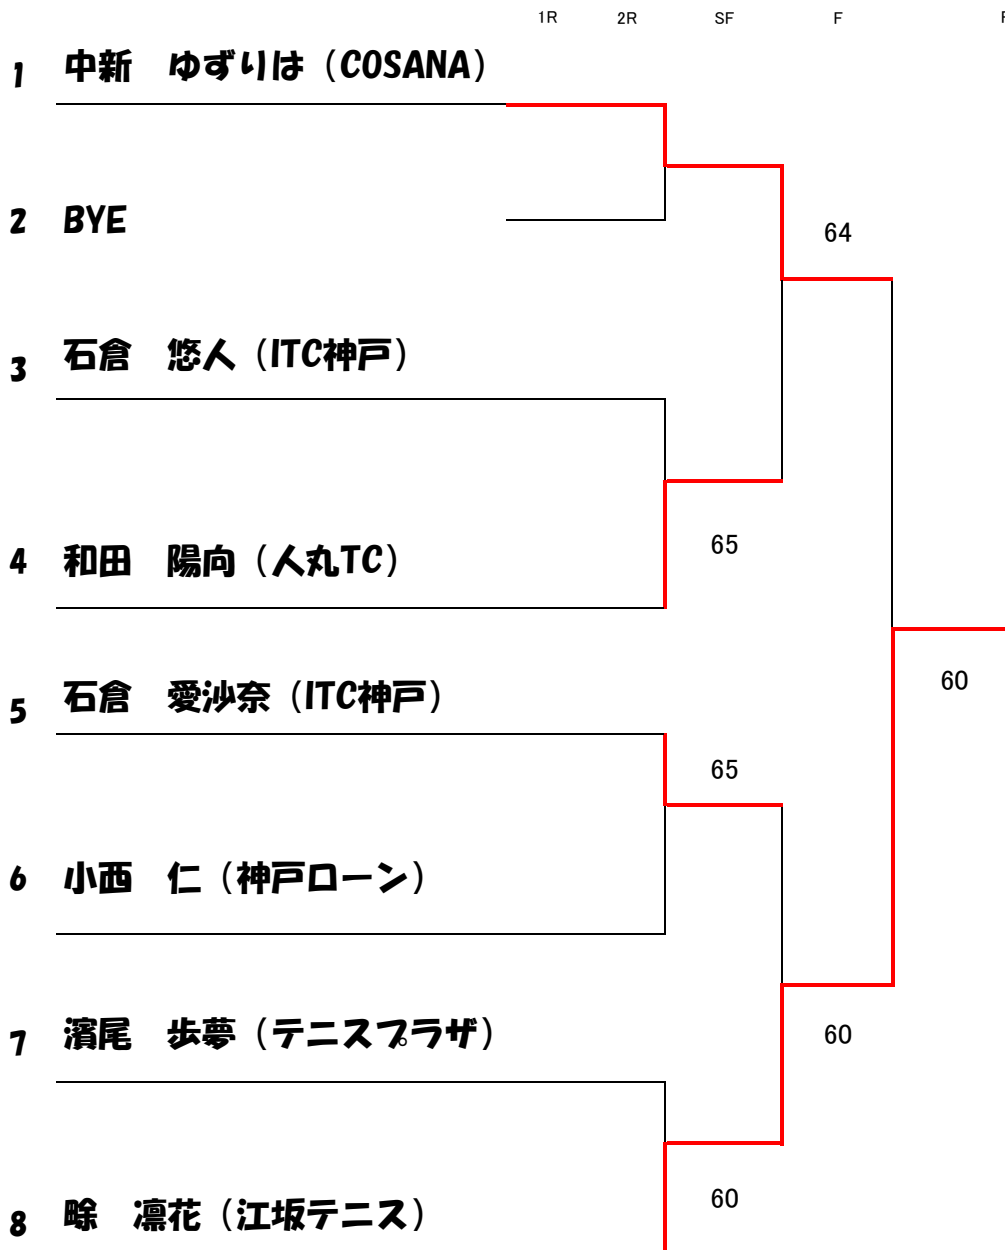 1R 2R SF F
1 中新 ゆずりは（COSANA）
2 BYE
64
3 石倉 悠人（ITC神戸）
65
4 和田 陽向（人丸TC）
5 石倉 愛沙奈（ITC神戸）
60
65
6 小西 仁（神戸ローン）
7 濱尾 歩夢（テニスプラザ）
60
60
8 凛花（江坂テニス）